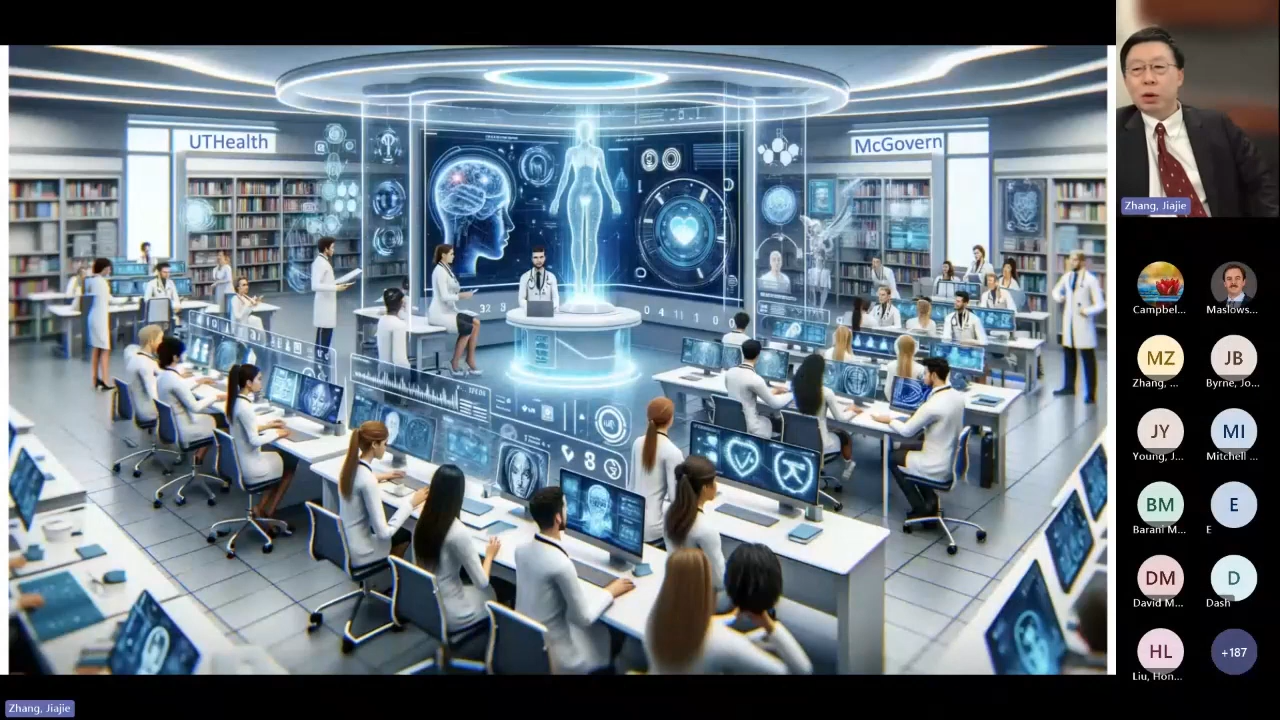 UTHealth
McGovern
Zhang, Jiajie
Campbel...
Maslows...
MZ
JB
Zhang, ...
Byrne, Jo...
JY
MI
Young, J...
Mitchell ...
BM
E
Barani M...
E
DM
D
David M...
Dash
HL
+187
Liu, Hon...
Zhang, Jiajie